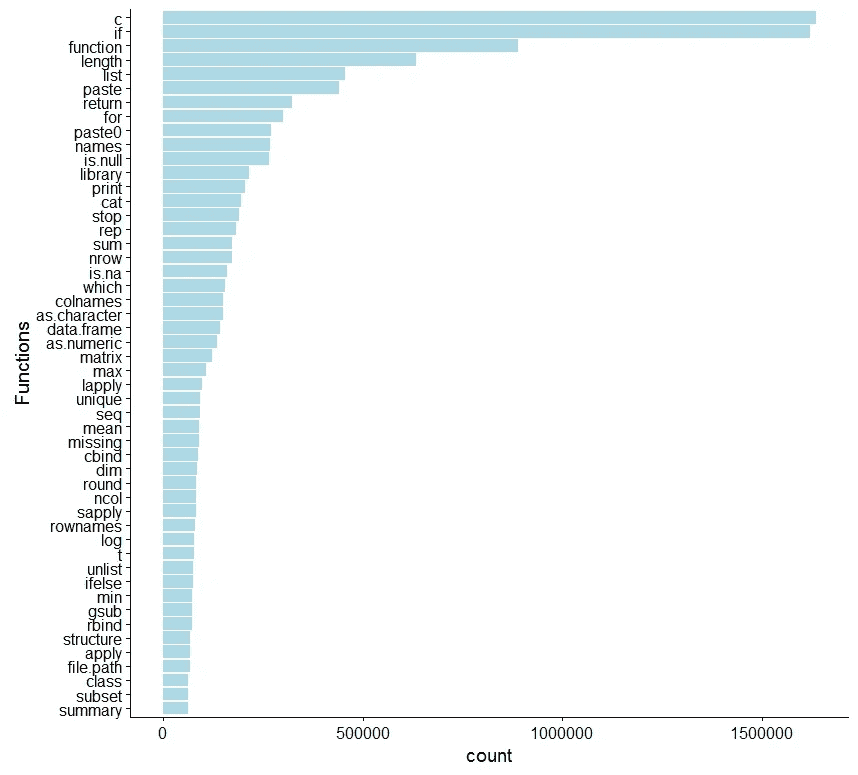 c
if
function
length
list
paste
return
for
paste0
names
is.null
library
print
cat
stop
rep
sum
nrow
is.na
which
colnames
as.character
data.frame
as.numeric
matrix
max
lapply
unique
seq
mean
missing
cbind
dim
round
ncol
sapply
rownames
log
t
unlist
ifelse
min
gsub
rbind
structure
apply
file.path
class
subset
summary
Functions
0 500000 1000000 1500000
count